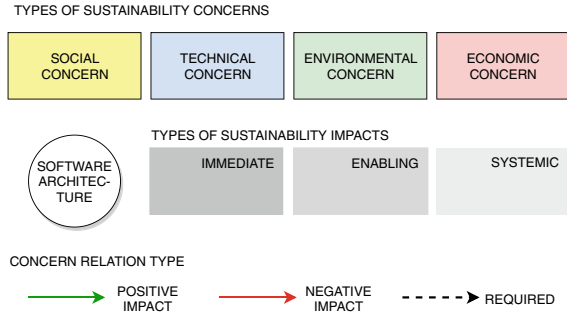 TYPES OF SUSTAINABILITY CONCERNS
SOCIAL
CONCERN
TECHNICAL
CONCERN
ENVIRONMENTAL
CONCERN
ECONOMIC
CONCERN
SOFTWARE
ARCHITEC-
TURE
TYPES OF SUSTAINABILITY IMPACTS
IMMEDIATE
ENABLING
SYSTEMIC
CONCERN RELATION TYPE
POSITIVE
IMPACT
NEGATIVE
IMPACT
REQUIRED